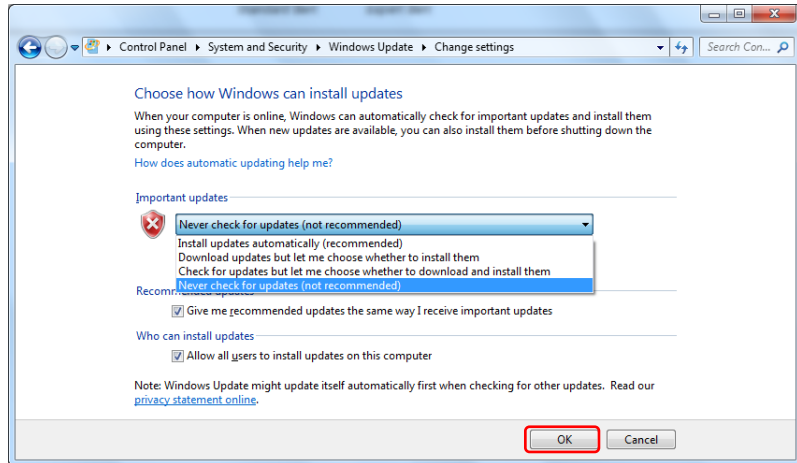 Control Panel ▸ System and Security ▸ Windows Update ▸ Change settings
Search Con...
Choose how Windows can install updates
When your computer is online, Windows can automatically check for important updates and install them
using these settings. When new updates are available, you can also install them before shutting down the
computer.
How does automatic updating help me?
Important updates
Never check for updates (not recommended)
Install updates automatically (recommended)
Download updates but let me choose whether to install them
Check for updates but let me choose whether to download and install them
Never check for updates (not recommended)
Recommended updates
Give me recommended updates the same way I receive important updates
Who can install updates
Allow all users to install updates on this computer
Note: Windows Update might update itself automatically first when checking for other updates. Read our
privacy statement online.
OK
Cancel